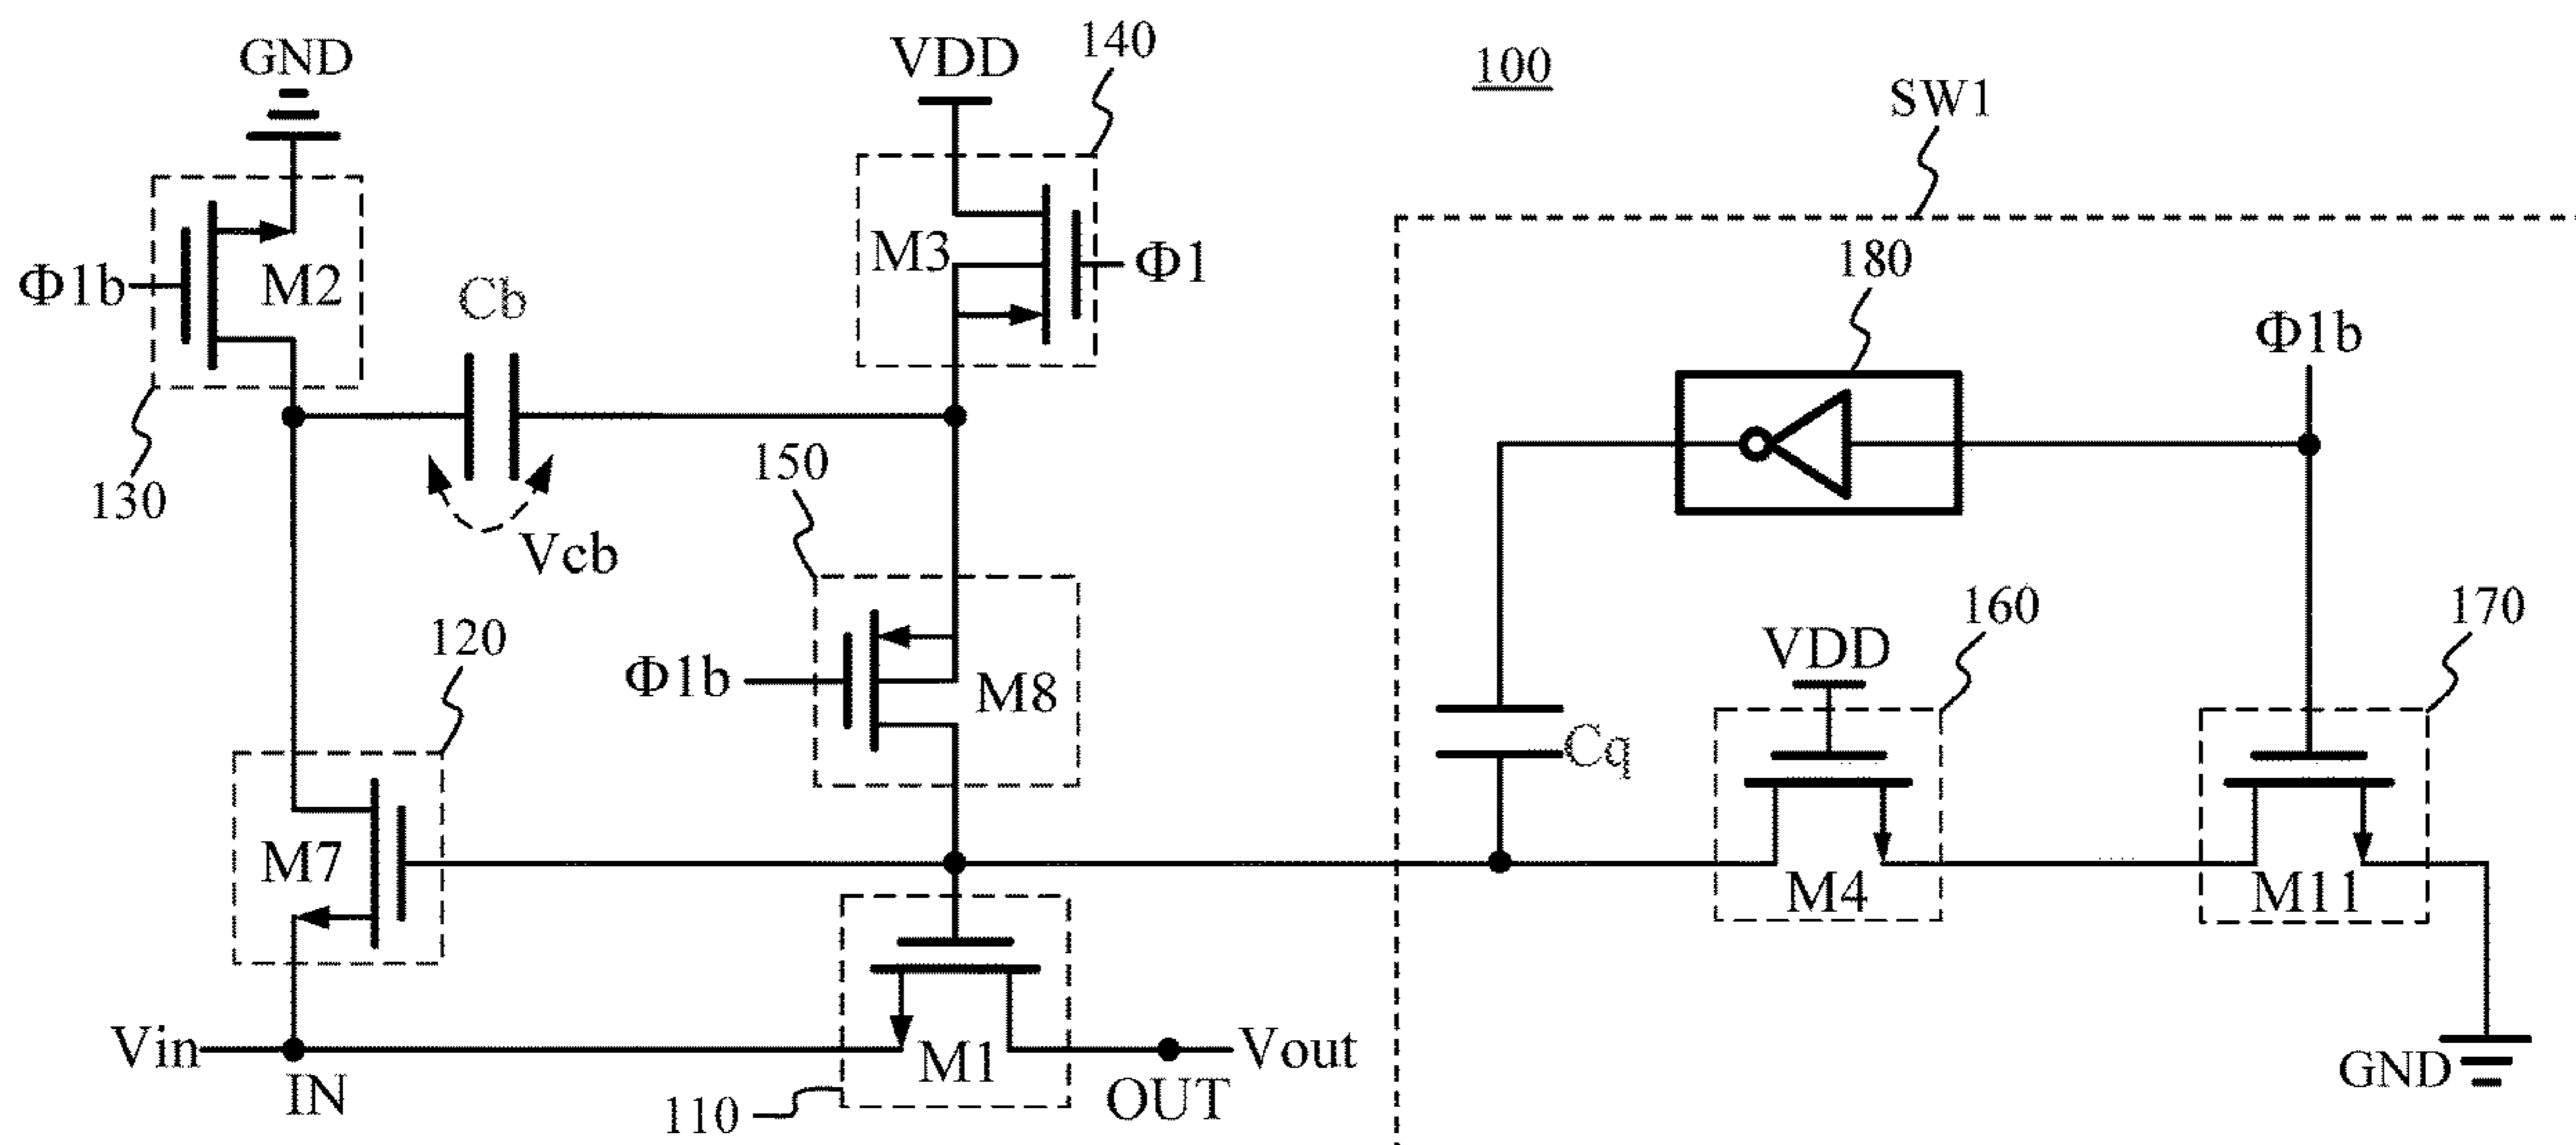 GND
VDD
140
100
SW1
Φ1b
M2
Cb
M3
Φ1
180
Φ1b
130
Vcb
150
120
Φ1b
M8
VDD
160
170
M7
Cq
M4
M11
Vin
IN
M1
110
OUT
Vout
GND